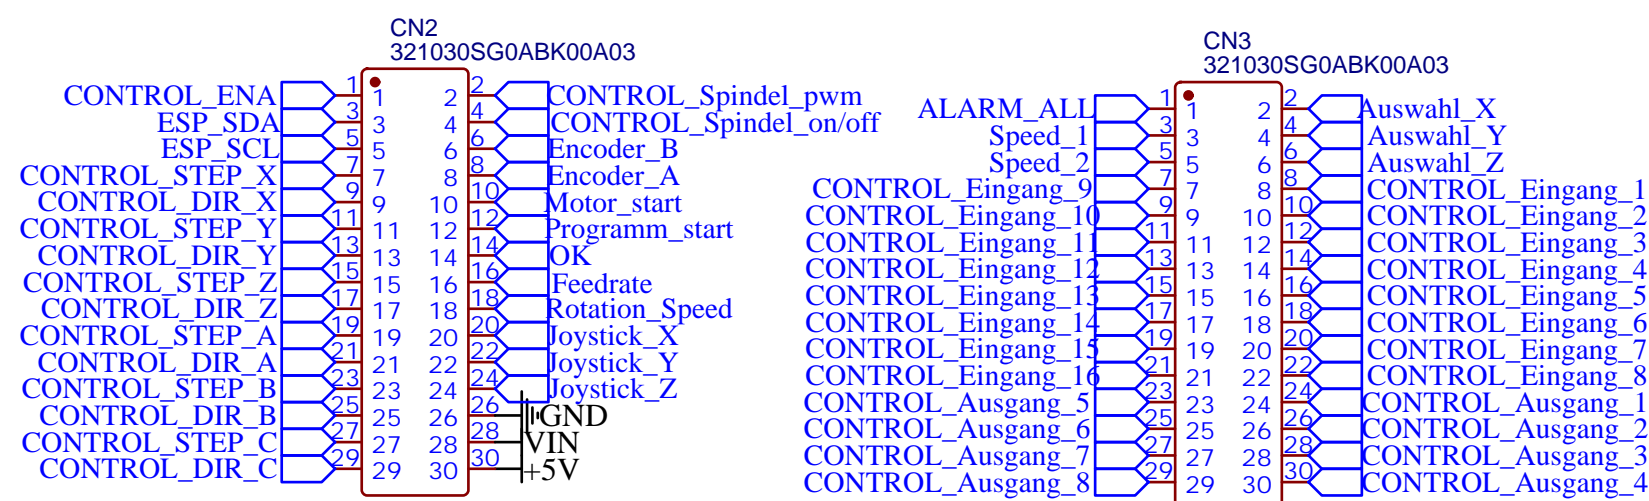 CN2
321030SG0ABK00A03
CONTROL_ENA 1 1 2 2 CONTROL_Spindel_pwm
ESP_SDA 3 3 4 4 CONTROL_Spindel_on/off
ESP_SCL 5 5 6 6 Encoder_B
CONTROL_STEP_X 7 7 8 8 Encoder_A
CONTROL_DIR_X 9 9 10 10 Motor_start
CONTROL_STEP_Y 11 11 12 12 Programm_start
CONTROL_DIR_Y 13 13 14 14 OK
CONTROL_STEP_Z 15 15 16 16 Feedrate
CONTROL_DIR_Z 17 17 18 18 Rotation_Speed
CONTROL_STEP_A 19 19 20 20 Joystick_X
CONTROL_DIR_A 21 21 22 22 Joystick_Y
CONTROL_STEP_B 23 23 24 24 Joystick_Z
CONTROL_DIR_B 25 25 26 26 GND
CONTROL_STEP_C 27 27 28 28 VIN
CONTROL_DIR_C 29 29 30 30 +5V
CN3
321030SG0ABK00A03
ALARM_ALL 1 1 2 2 Auswahl_X
Speed_1 3 3 4 4 Auswahl_Y
Speed_2 5 5 6 6 Auswahl_Z
CONTROL_Eingang_9 7 7 8 8 CONTROL_Eingang_1
CONTROL_Eingang_10 9 9 10 10 CONTROL_Eingang_2
CONTROL_Eingang_11 11 11 12 12 CONTROL_Eingang_3
CONTROL_Eingang_12 13 13 14 14 CONTROL_Eingang_4
CONTROL_Eingang_13 15 15 16 16 CONTROL_Eingang_5
CONTROL_Eingang_14 17 17 18 18 CONTROL_Eingang_6
CONTROL_Eingang_15 19 19 20 20 CONTROL_Eingang_7
CONTROL_Eingang_16 21 21 22 22 CONTROL_Eingang_8
CONTROL_Ausgang_5 23 23 24 24 CONTROL_Ausgang_1
CONTROL_Ausgang_6 25 25 26 26 CONTROL_Ausgang_2
CONTROL_Ausgang_7 27 27 28 28 CONTROL_Ausgang_3
CONTROL_Ausgang_8 29 29 30 30 CONTROL_Ausgang_4